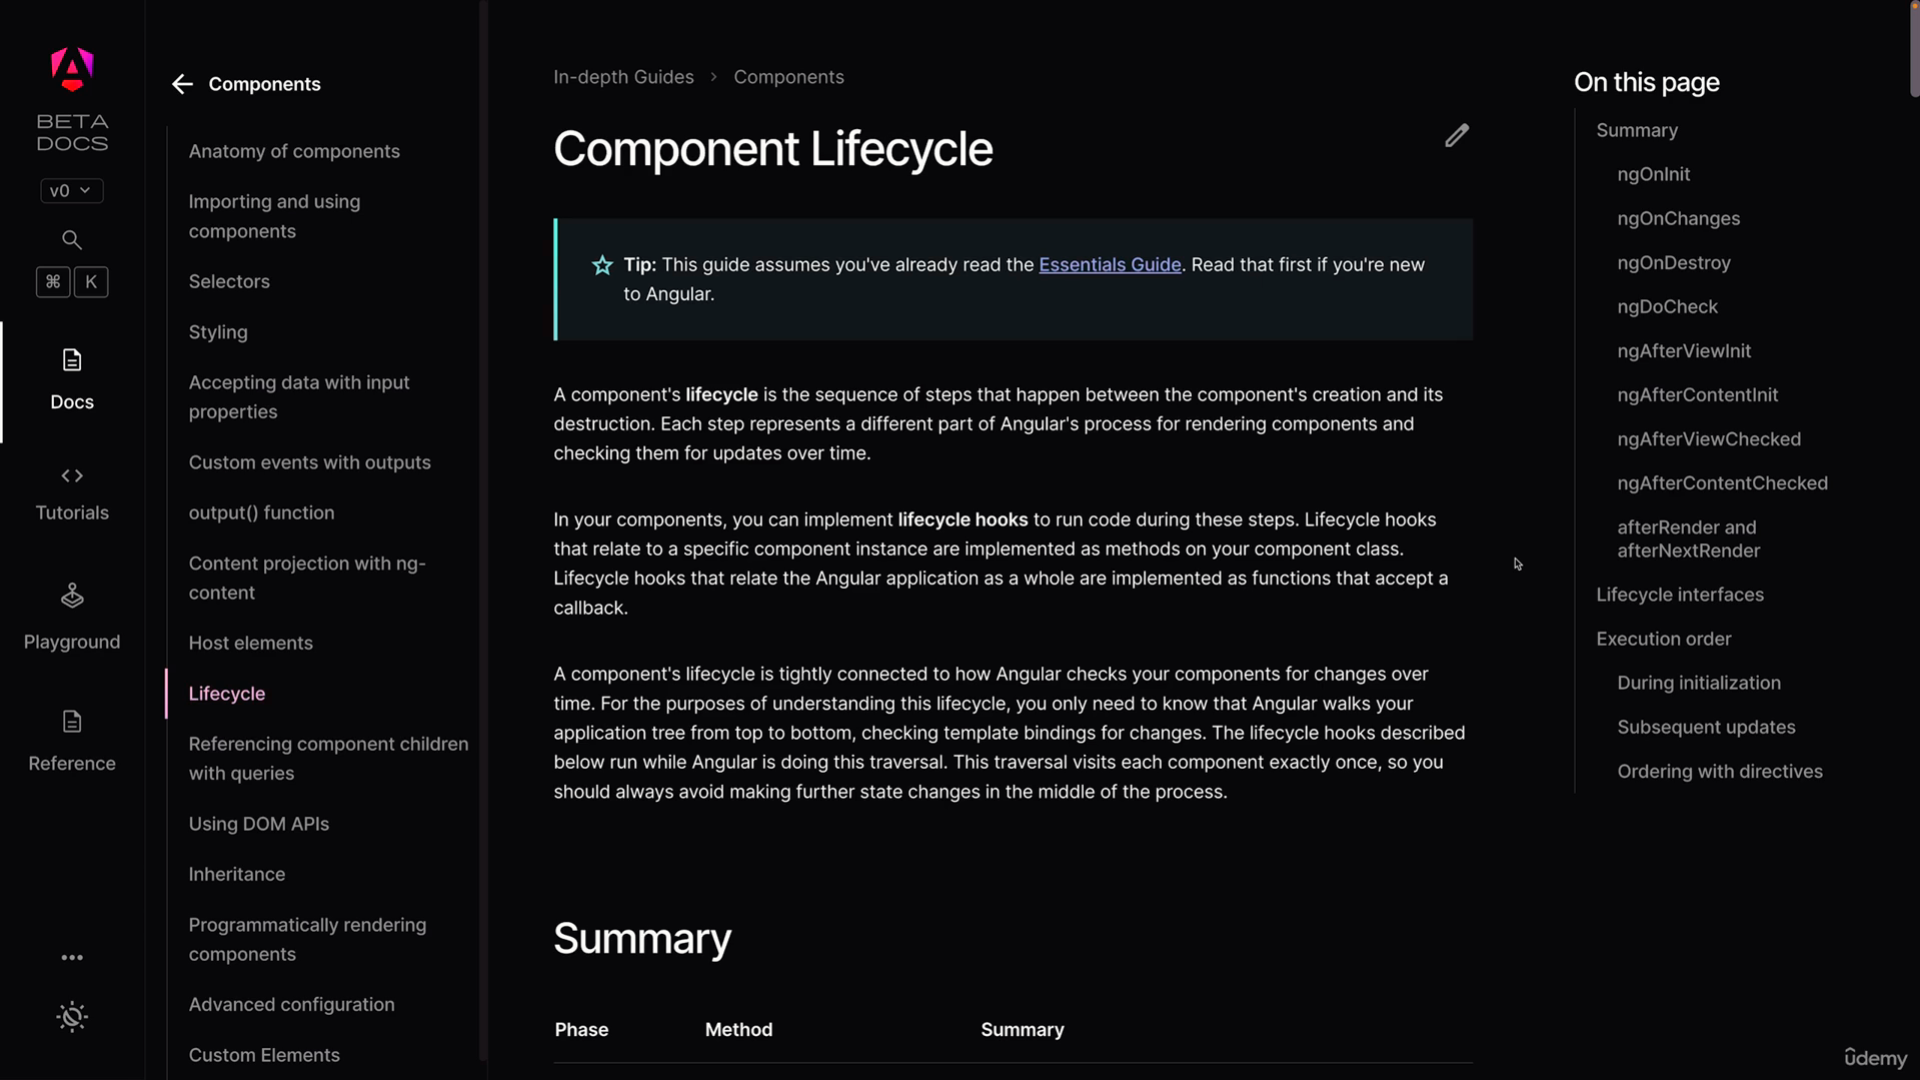 BETA
DOCS
v0
⌘ K
Docs
Tutorials
Playground
Reference
Components
Anatomy of components
Importing and using
components
Selectors
Styling
Accepting data with input
properties
Custom events with outputs
output() function
Content projection with ng-
content
Host elements
Lifecycle
Referencing component children
with queries
Using DOM APIs
Inheritance
Programmatically rendering
components
Advanced configuration
Custom Elements
In-depth Guides > Components
Component Lifecycle
Tip: This guide assumes you've already read the Essentials Guide. Read that first if you're new
to Angular.
A component's lifecycle is the sequence of steps that happen between the component's creation and its
destruction. Each step represents a different part of Angular's process for rendering components and
checking them for updates over time.
In your components, you can implement lifecycle hooks to run code during these steps. Lifecycle hooks
that relate to a specific component instance are implemented as methods on your component class.
Lifecycle hooks that relate the Angular application as a whole are implemented as functions that accept a
callback.
A component's lifecycle is tightly connected to how Angular checks your components for changes over
time. For the purposes of understanding this lifecycle, you only need to know that Angular walks your
application tree from top to bottom, checking template bindings for changes. The lifecycle hooks described
below run while Angular is doing this traversal. This traversal visits each component exactly once, so you
should always avoid making further state changes in the middle of the process.
Summary
Phase Method Summary
On this page
Summary
ngOnInit
ngOnChanges
ngOnDestroy
ngDoCheck
ngAfterViewInit
ngAfterContentInit
ngAfterViewChecked
ngAfterContentChecked
afterRender and
afterNextRender
Lifecycle interfaces
Execution order
During initialization
Subsequent updates
Ordering with directives
ûdemy